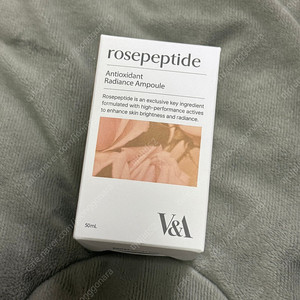 rosepeptide
Antioxidant
Radiance Ampoule
Rosepeptide is an exclusive key ingredient
formulated with high-performance actives
to enhance skin brightness and radiance.
V&A
50mL